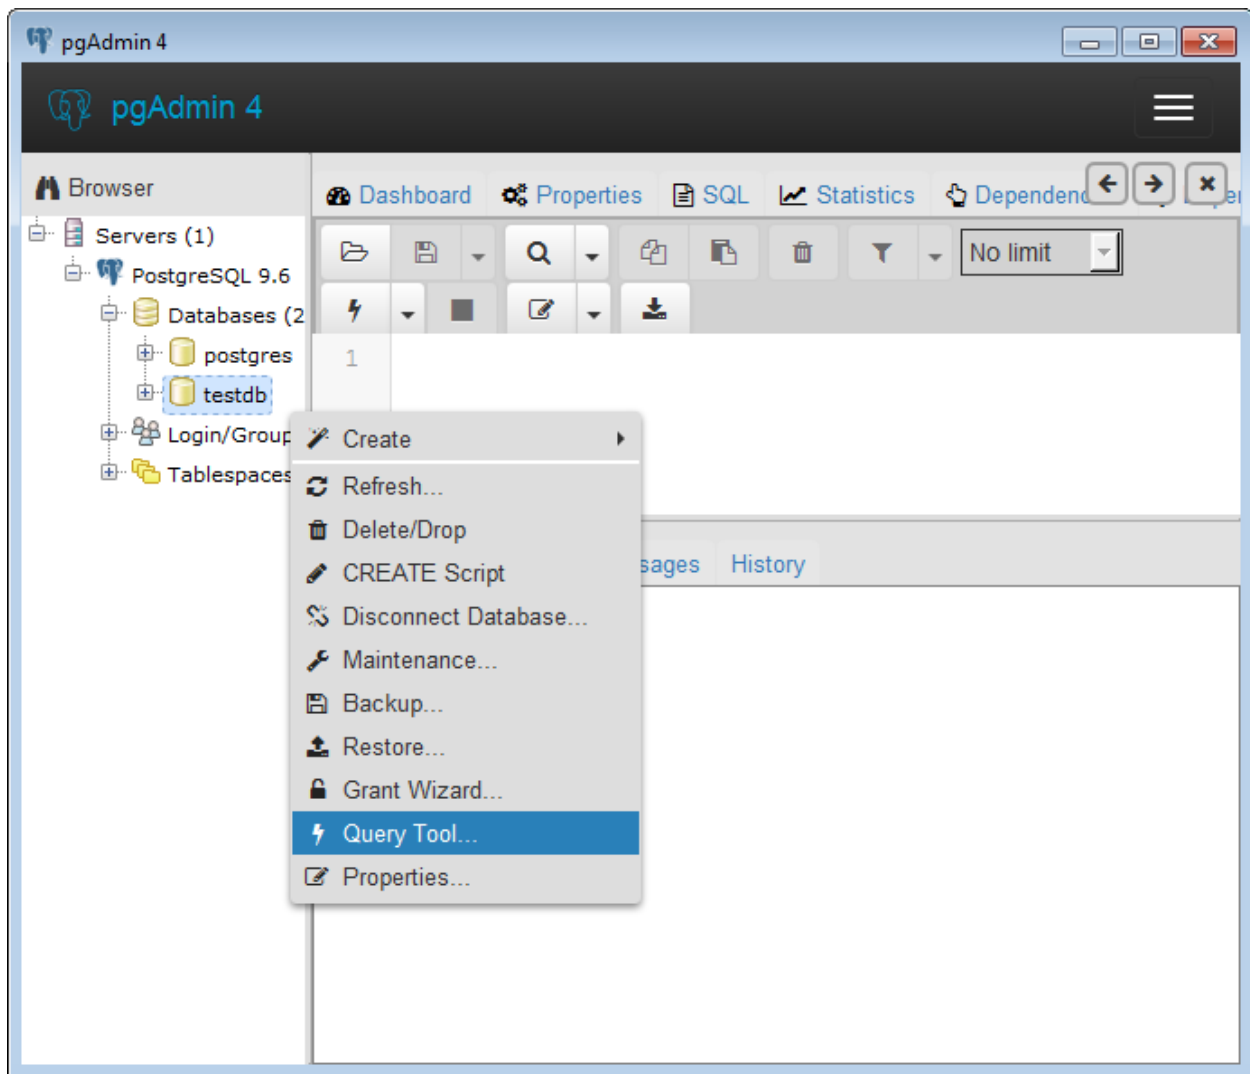 pgAdmin 4
pgAdmin 4
Browser
Dashboard Properties SQL Statistics Dependenc
Servers (1)
No limit
PostgreSQL 9.6
Databases (2
postgres
1
testdb
Login/Group
Tablespaces
Create
Refresh...
Delete/Drop
CREATE Script
sages History
Disconnect Database...
Maintenance...
Backup...
Restore...
Grant Wizard...
Query Tool...
Properties...